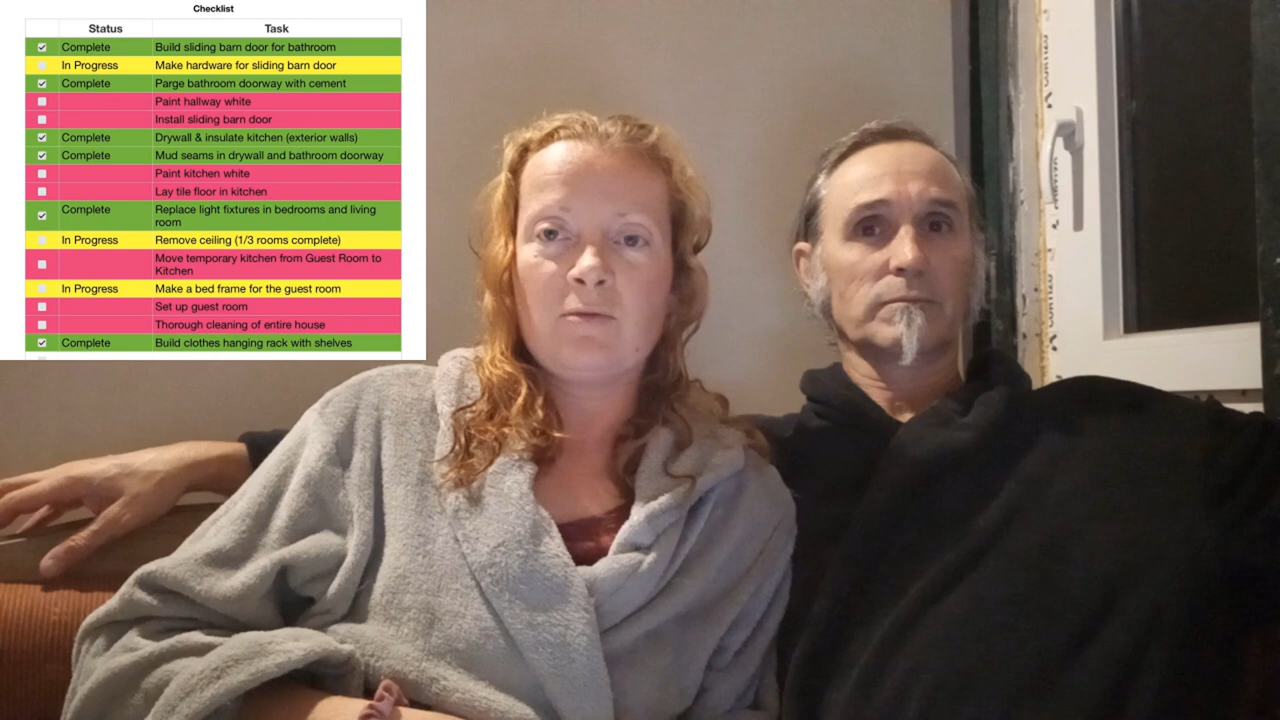 Checklist
Status Task
Complete Build sliding barn door for bathroom
In Progress Make hardware for sliding barn door
Complete Parge bathroom doorway with cement
Paint hallway white
Install sliding barn door
Complete Drywall & insulate kitchen (exterior walls)
Complete Mud seams in drywall and bathroom doorway
Paint kitchen white
Lay tile floor in kitchen
Complete Replace light fixtures in bedrooms and living
room
In Progress Remove ceiling (1/3 rooms complete)
Move temporary kitchen from Guest Room to
Kitchen
In Progress Make a bed frame for the guest room
Set up guest room
Thorough cleaning of entire house
Complete Build clothes hanging rack with shelves
CORTIZO